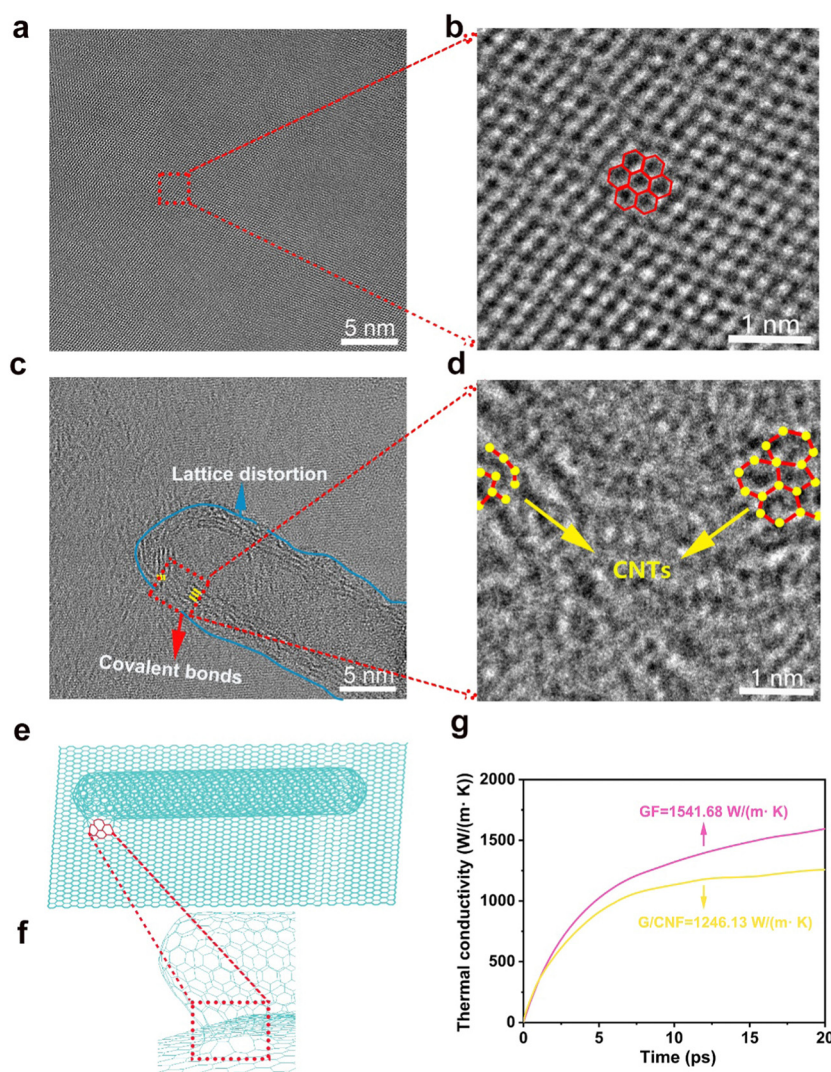 a
b
5 nm
1 nm
c
d
Lattice distortion
Covalent bonds
5 nm
CNTs
1 nm
e
f
g
Thermal conductivity (W/(m· K))
2000
1500
1000
500
0
GF=1541.68 W/(m· K)
G/CNF=1246.13 W/(m· K)
0 5 10 15 20
Time (ps)